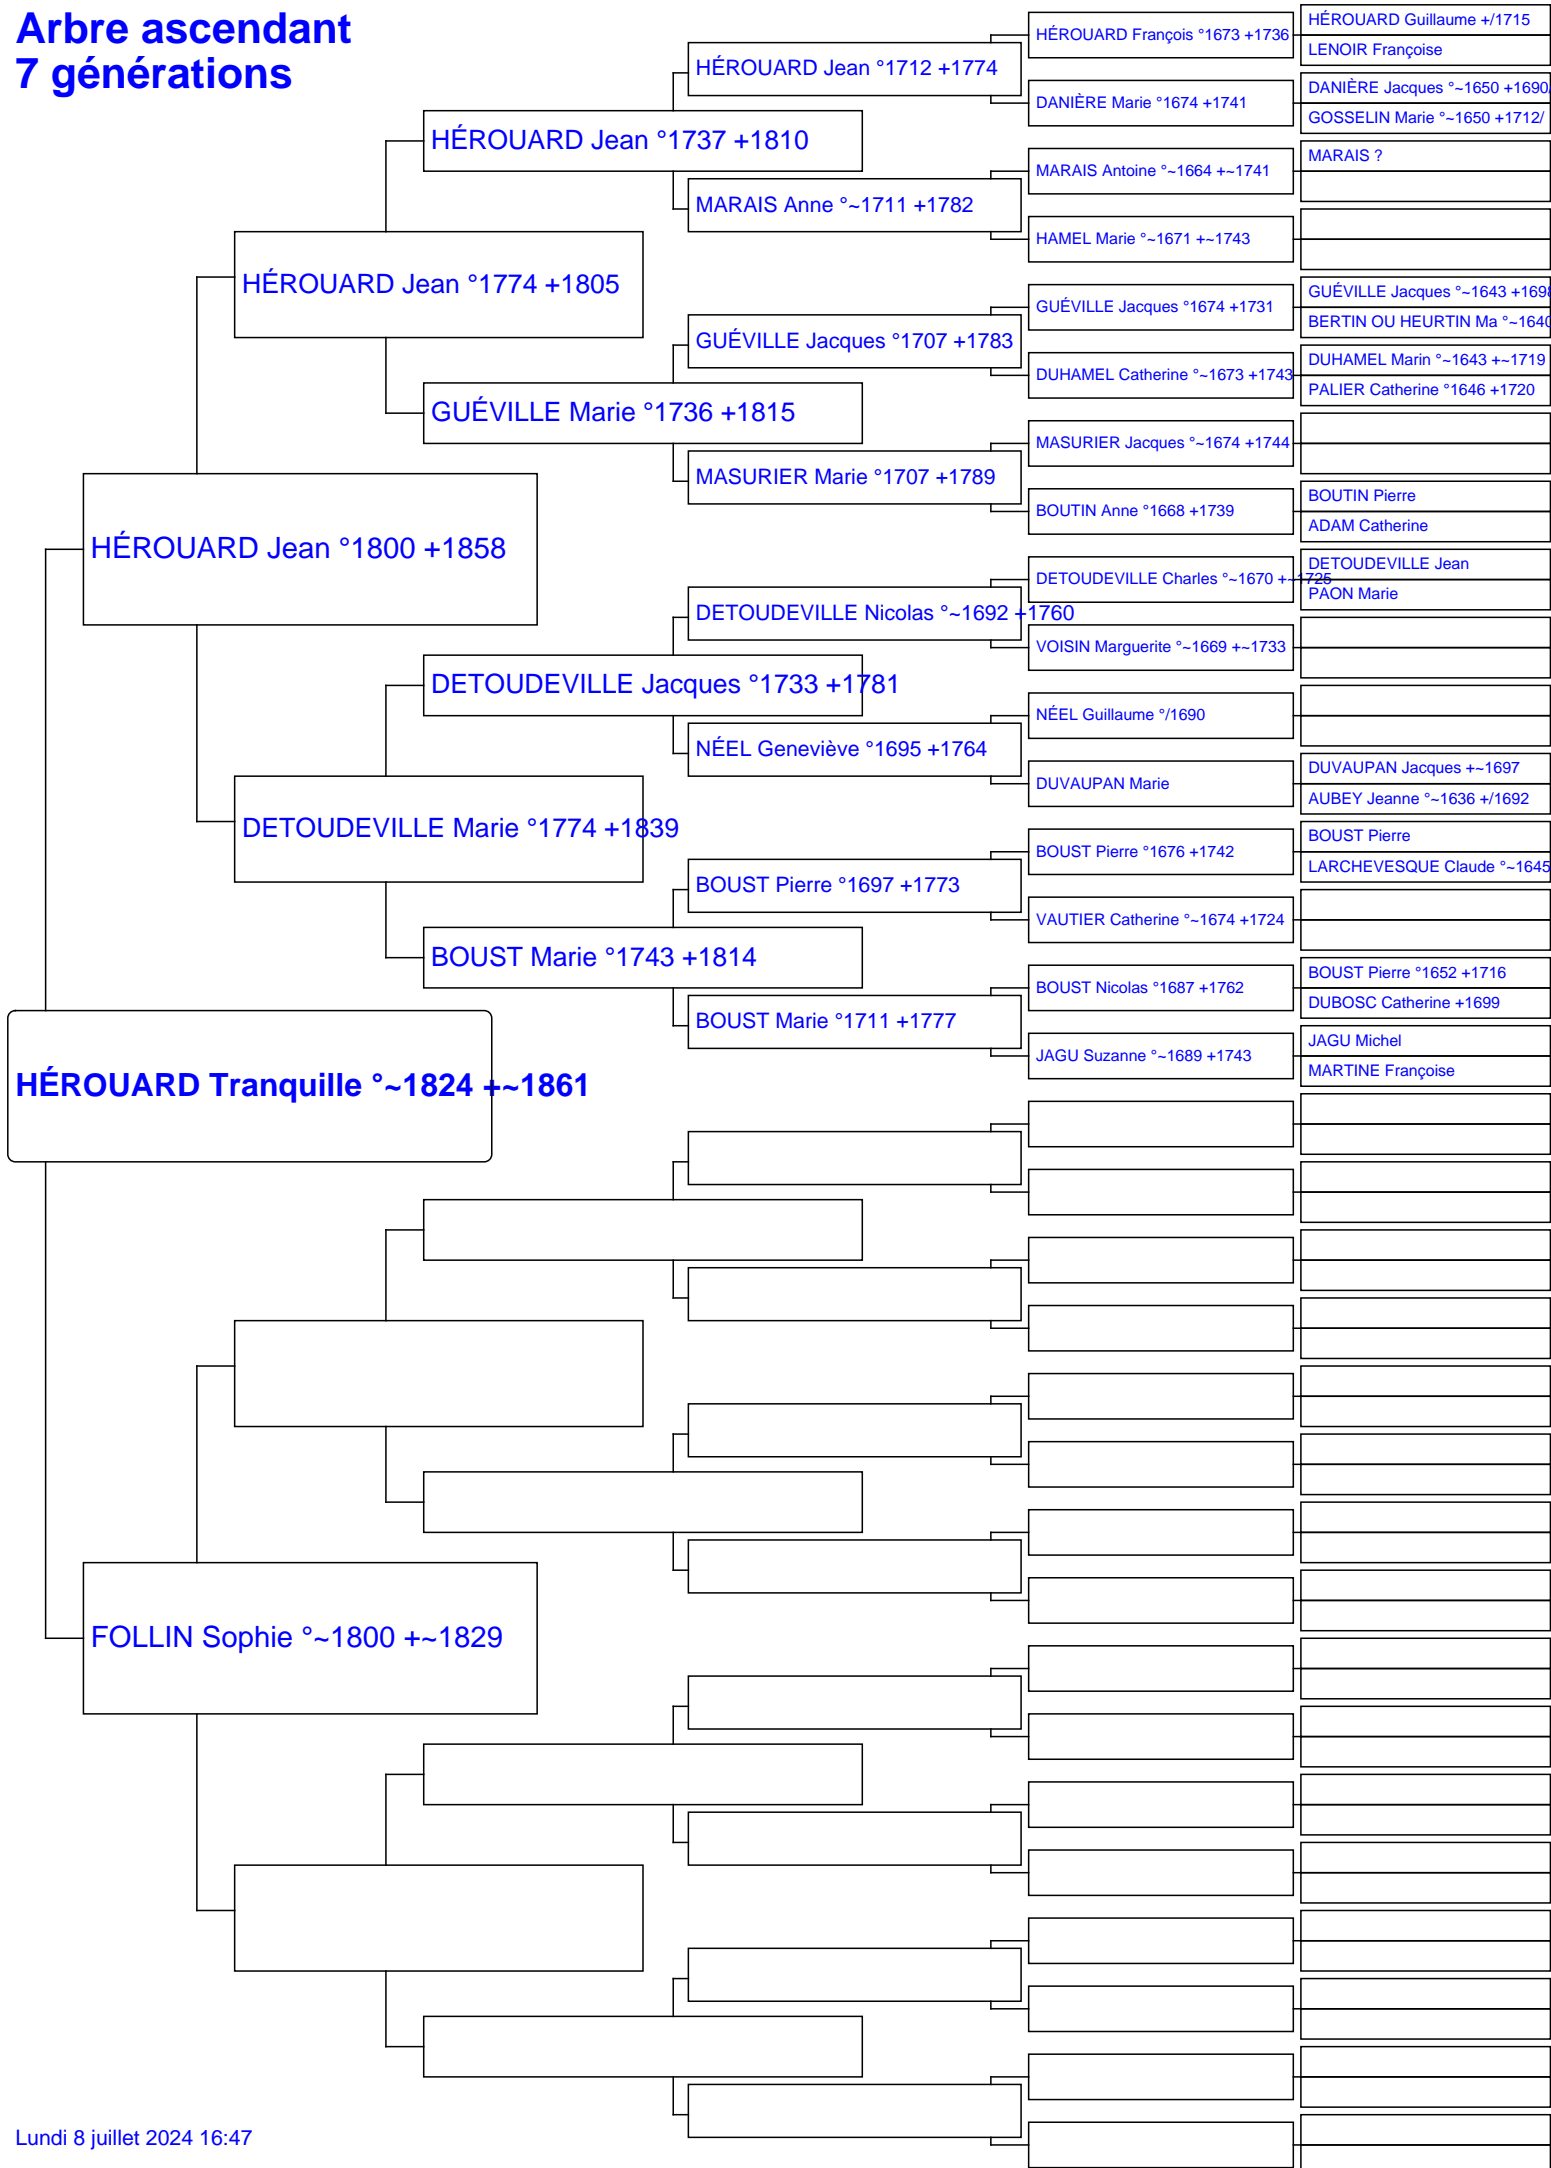 Arbre ascendant
7 générations
HÉROUARD Guillaume +/1715
HÉROUARD François °1673 +1736
LENOIR Françoise
HÉROUARD Jean °1712 +1774
DANIÈRE Jacques °~1650 +1690/
DANIÈRE Marie °1674 +1741
GOSSELIN Marie °~1650 +1712/
HÉROUARD Jean °1737 +1810
MARAIS ?
MARAIS Antoine °~1664 +~1741
MARAIS Anne °~1711 +1782
HAMEL Marie °~1671 +~1743
HÉROUARD Jean °1774 +1805
GUÉVILLE Jacques °~1643 +1698
GUÉVILLE Jacques °1674 +1731
BERTIN OU HEURTIN Ma °~1640
GUÉVILLE Jacques °1707 +1783
DUHAMEL Marin °~1643 +~1719
DUHAMEL Catherine °~1673 +1743
PALIER Catherine °1646 +1720
GUÉVILLE Marie °1736 +1815
MASURIER Jacques °~1674 +1744
MASURIER Marie °1707 +1789
BOUTIN Pierre
BOUTIN Anne °1668 +1739
ADAM Catherine
HÉROUARD Jean °1800 +1858
DETOUDEVILLE Jean
DETOUDEVILLE Charles °~1670 +~1725
PAON Marie
DETOUDEVILLE Nicolas °~1692 +1760
VOISIN Marguerite °~1669 +~1733
DETOUDEVILLE Jacques °1733 +1781
NÉEL Guillaume °/1690
NÉEL Geneviève °1695 +1764
DUVAUPAN Jacques +~1697
DUVAUPAN Marie
AUBEY Jeanne °~1636 +/1692
DETOUDEVILLE Marie °1774 +1839
BOUST Pierre
BOUST Pierre °1676 +1742
LARCHEVESQUE Claude °~1645
BOUST Pierre °1697 +1773
VAUTIER Catherine °~1674 +1724
BOUST Marie °1743 +1814
BOUST Pierre °1652 +1716
BOUST Nicolas °1687 +1762
DUBOSC Catherine +1699
BOUST Marie °1711 +1777
JAGU Michel
JAGU Suzanne °~1689 +1743
MARTINE Françoise
HÉROUARD Tranquille °~1824 +~1861
FOLLIN Sophie °~1800 +~1829
Lundi 8 juillet 2024 16:47